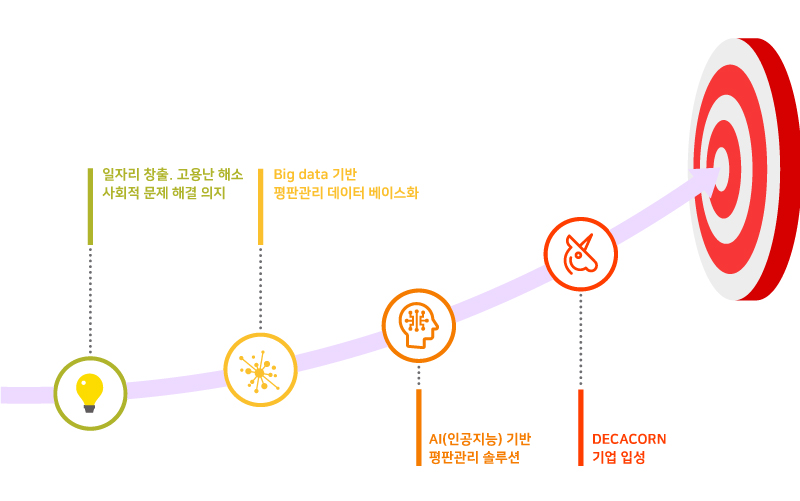 일자리 창출. 고용난 해소
사회적 문제 해결 의지
Big data 기반
평판관리 데이터 베이스화
AI(인공지능) 기반
평판관리 솔루션
DECACORN
기업 입성